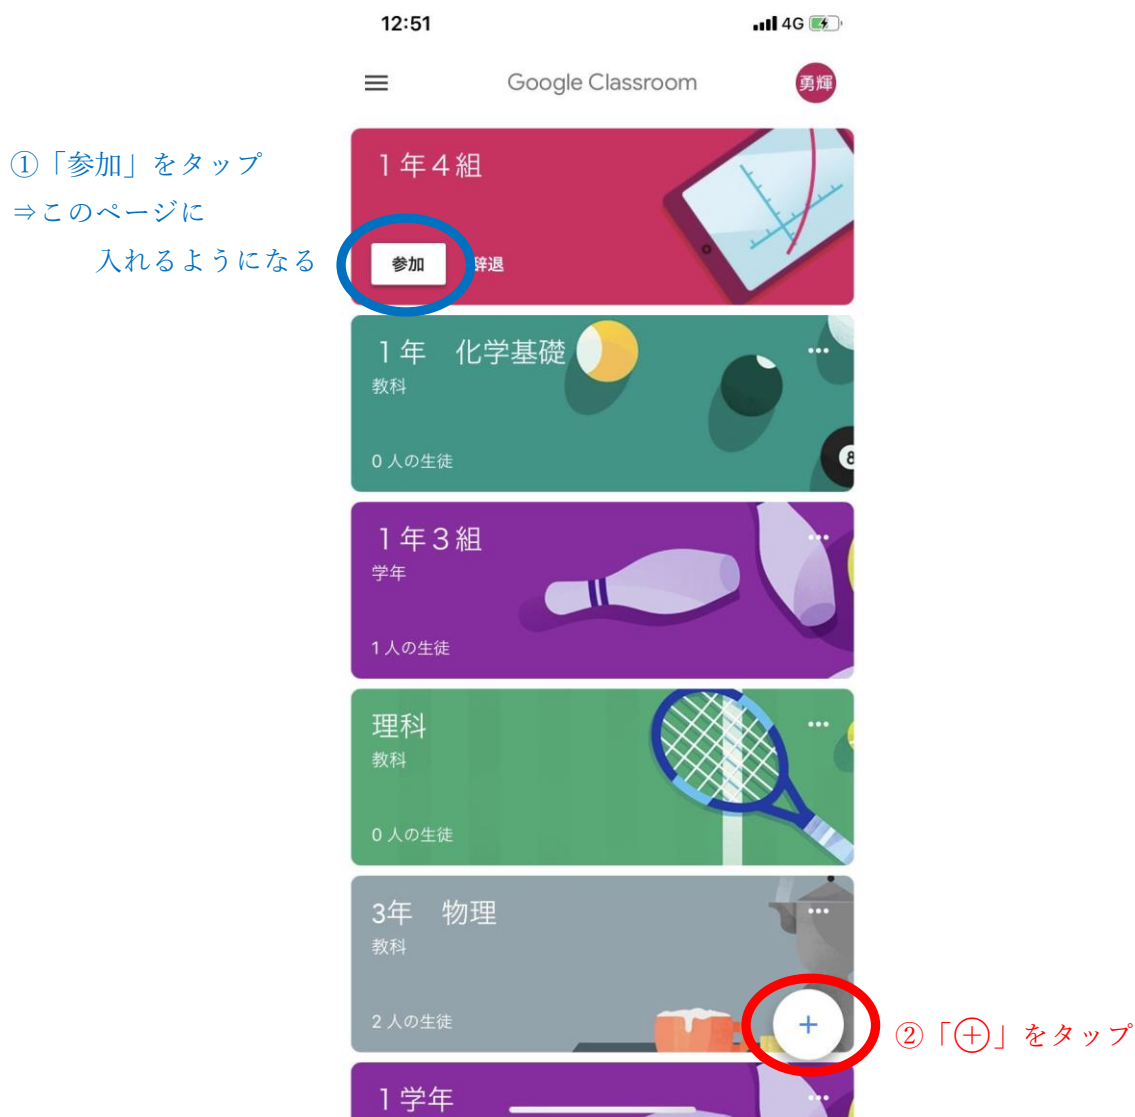 12:51
4G
Google Classroom
勇輝
①「参加」をタップ
⇒このページに
入れるようになる
1年4組
参加
辞退
1年 化学基礎
教科
0 人の生徒
8
1年3組
学年
1 人の生徒
理科
教科
0 人の生徒
3年 物理
教科
2 人の生徒
+
②「⊕」をタップ
1学年